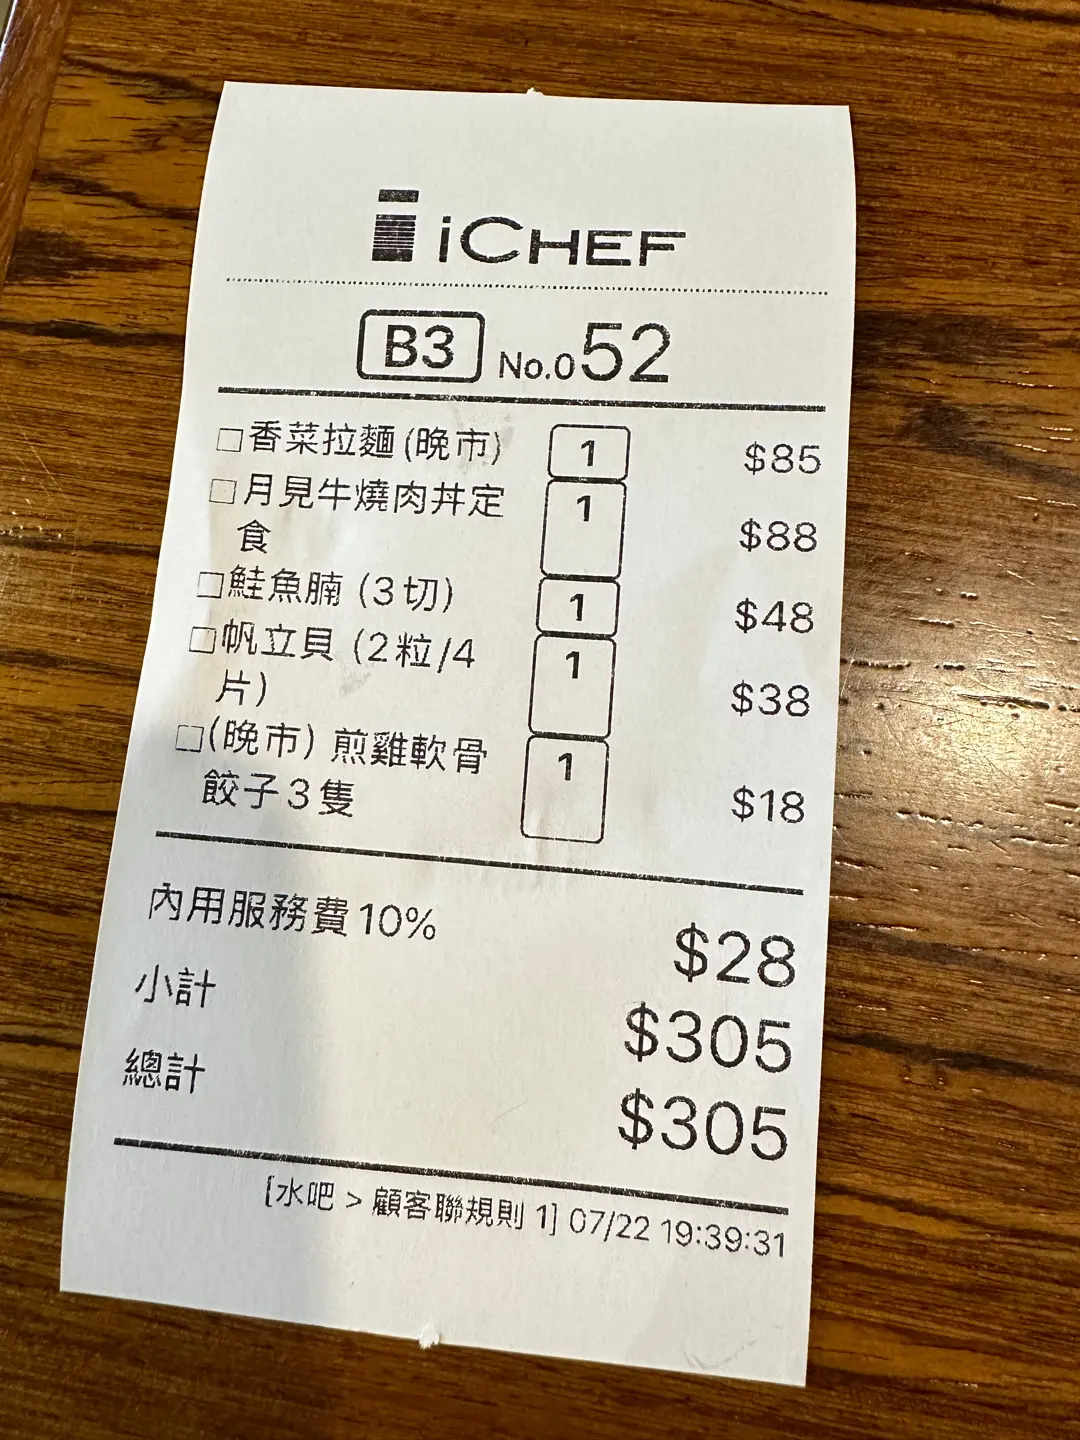 iCHEF
B3 No.052
□香菜拉麵(晚市) 1 $85
□月見牛燒肉丼定 1 $88
食
□鮭魚腩 (3切) 1 $48
□帆立貝 (2粒/4 1 $38
片)
□(晚市) 煎雞軟骨 1 $18
餃子3隻
內用服務費10% $28
小計 $305
總計 $305
[水吧 > 顧客聯規則 1] 07/22 19:39:31